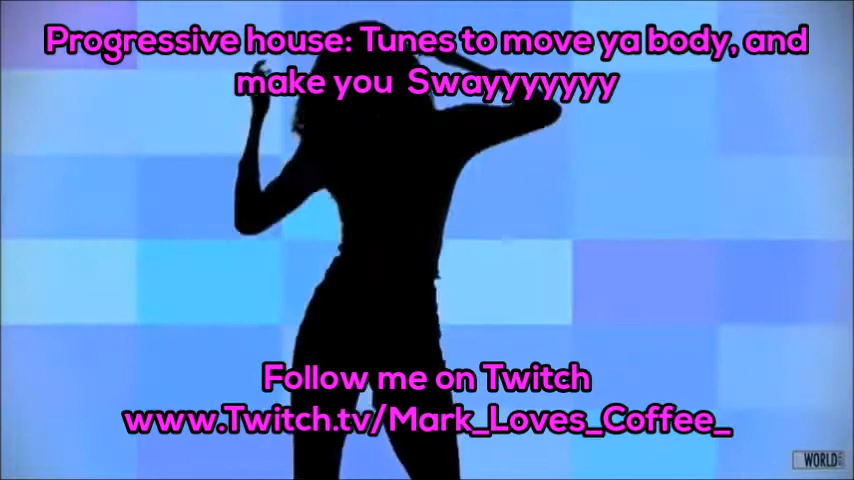 Progressive house: Tunes to move ya body, and
make you Swayyyyyyy
Follow me on Twitch
www.Twitch.tv/Mark_Loves_Coffee_
WORLD